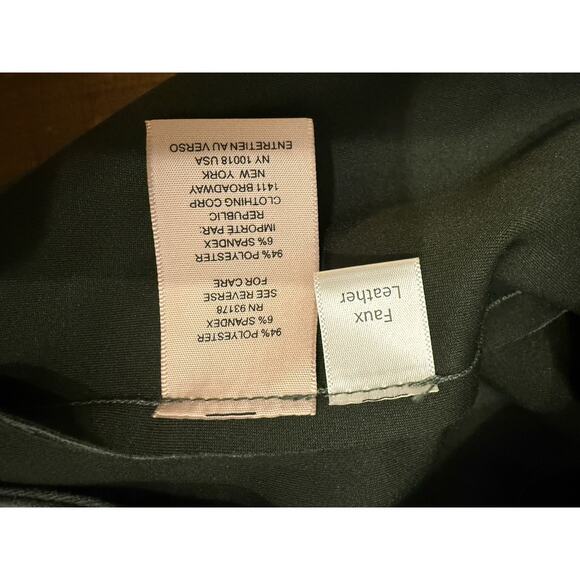 94% POLYESTER
6% SPANDEX
RN 93178
SEE REVERSE
FOR CARE
94% POLYESTER
6% SPANDEX
IMPORTÉ PAR:
REPUBLIC
CLOTHING CORP
1411 BROADWAY
NEW YORK
NY 10018 USA
ENTRETIEN AU VERSO
Faux
Leather